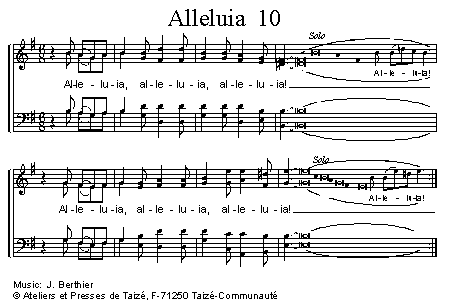 Alleluia 10
Solo
Al-le-lu-ia, al-le-lu-ia, al-le-lu-ia! Al-le-lu-ia!
Solo
Al-le-lu-ia, al-le-lu-ia, al-le-lu-ia! Al-le-lu-ia!
Music: J. Berthier
© Ateliers et Presses de Taizé, F-71250 Taizé-Communauté